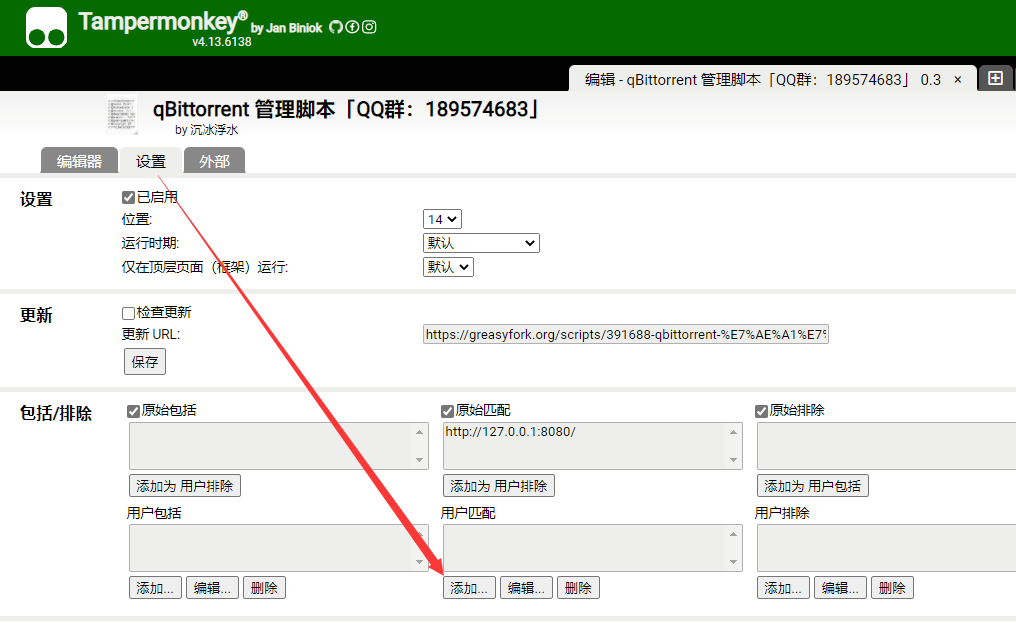 Tampermonkey® by Jan Biniok
v4.13.6138
编辑 - qBittorrent 管理脚本「QQ群：189574683」 0.3 ×
qBittorrent 管理脚本「QQ群：189574683」
by 沉冰浮水
编辑器 设置 外部
设置
已启用
位置: 14
运行时期: 默认
仅在顶层页面（框架）运行: 默认
更新
检查更新
更新 URL: https://greasyfork.org/scripts/391688-qbittorrent-%E7%AE%A1%E7%
保存
包括/排除
原始包括 原始匹配 原始排除
http://127.0.0.1:8080/
添加为 用户排除 添加为 用户排除 添加为 用户包括
用户包括 用户匹配 用户排除
添加... 编辑... 删除 添加... 编辑... 删除 添加... 编辑... 删除